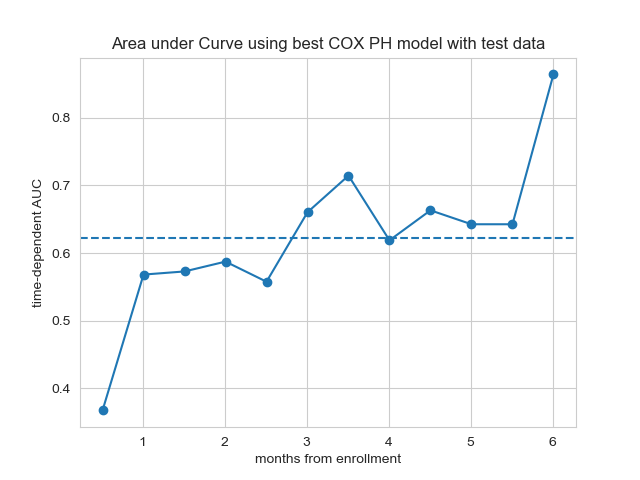 Area under Curve using best COX PH model with test data
time-dependent AUC
0.8
0.7
0.6
0.5
0.4
1 2 3 4 5 6
months from enrollment